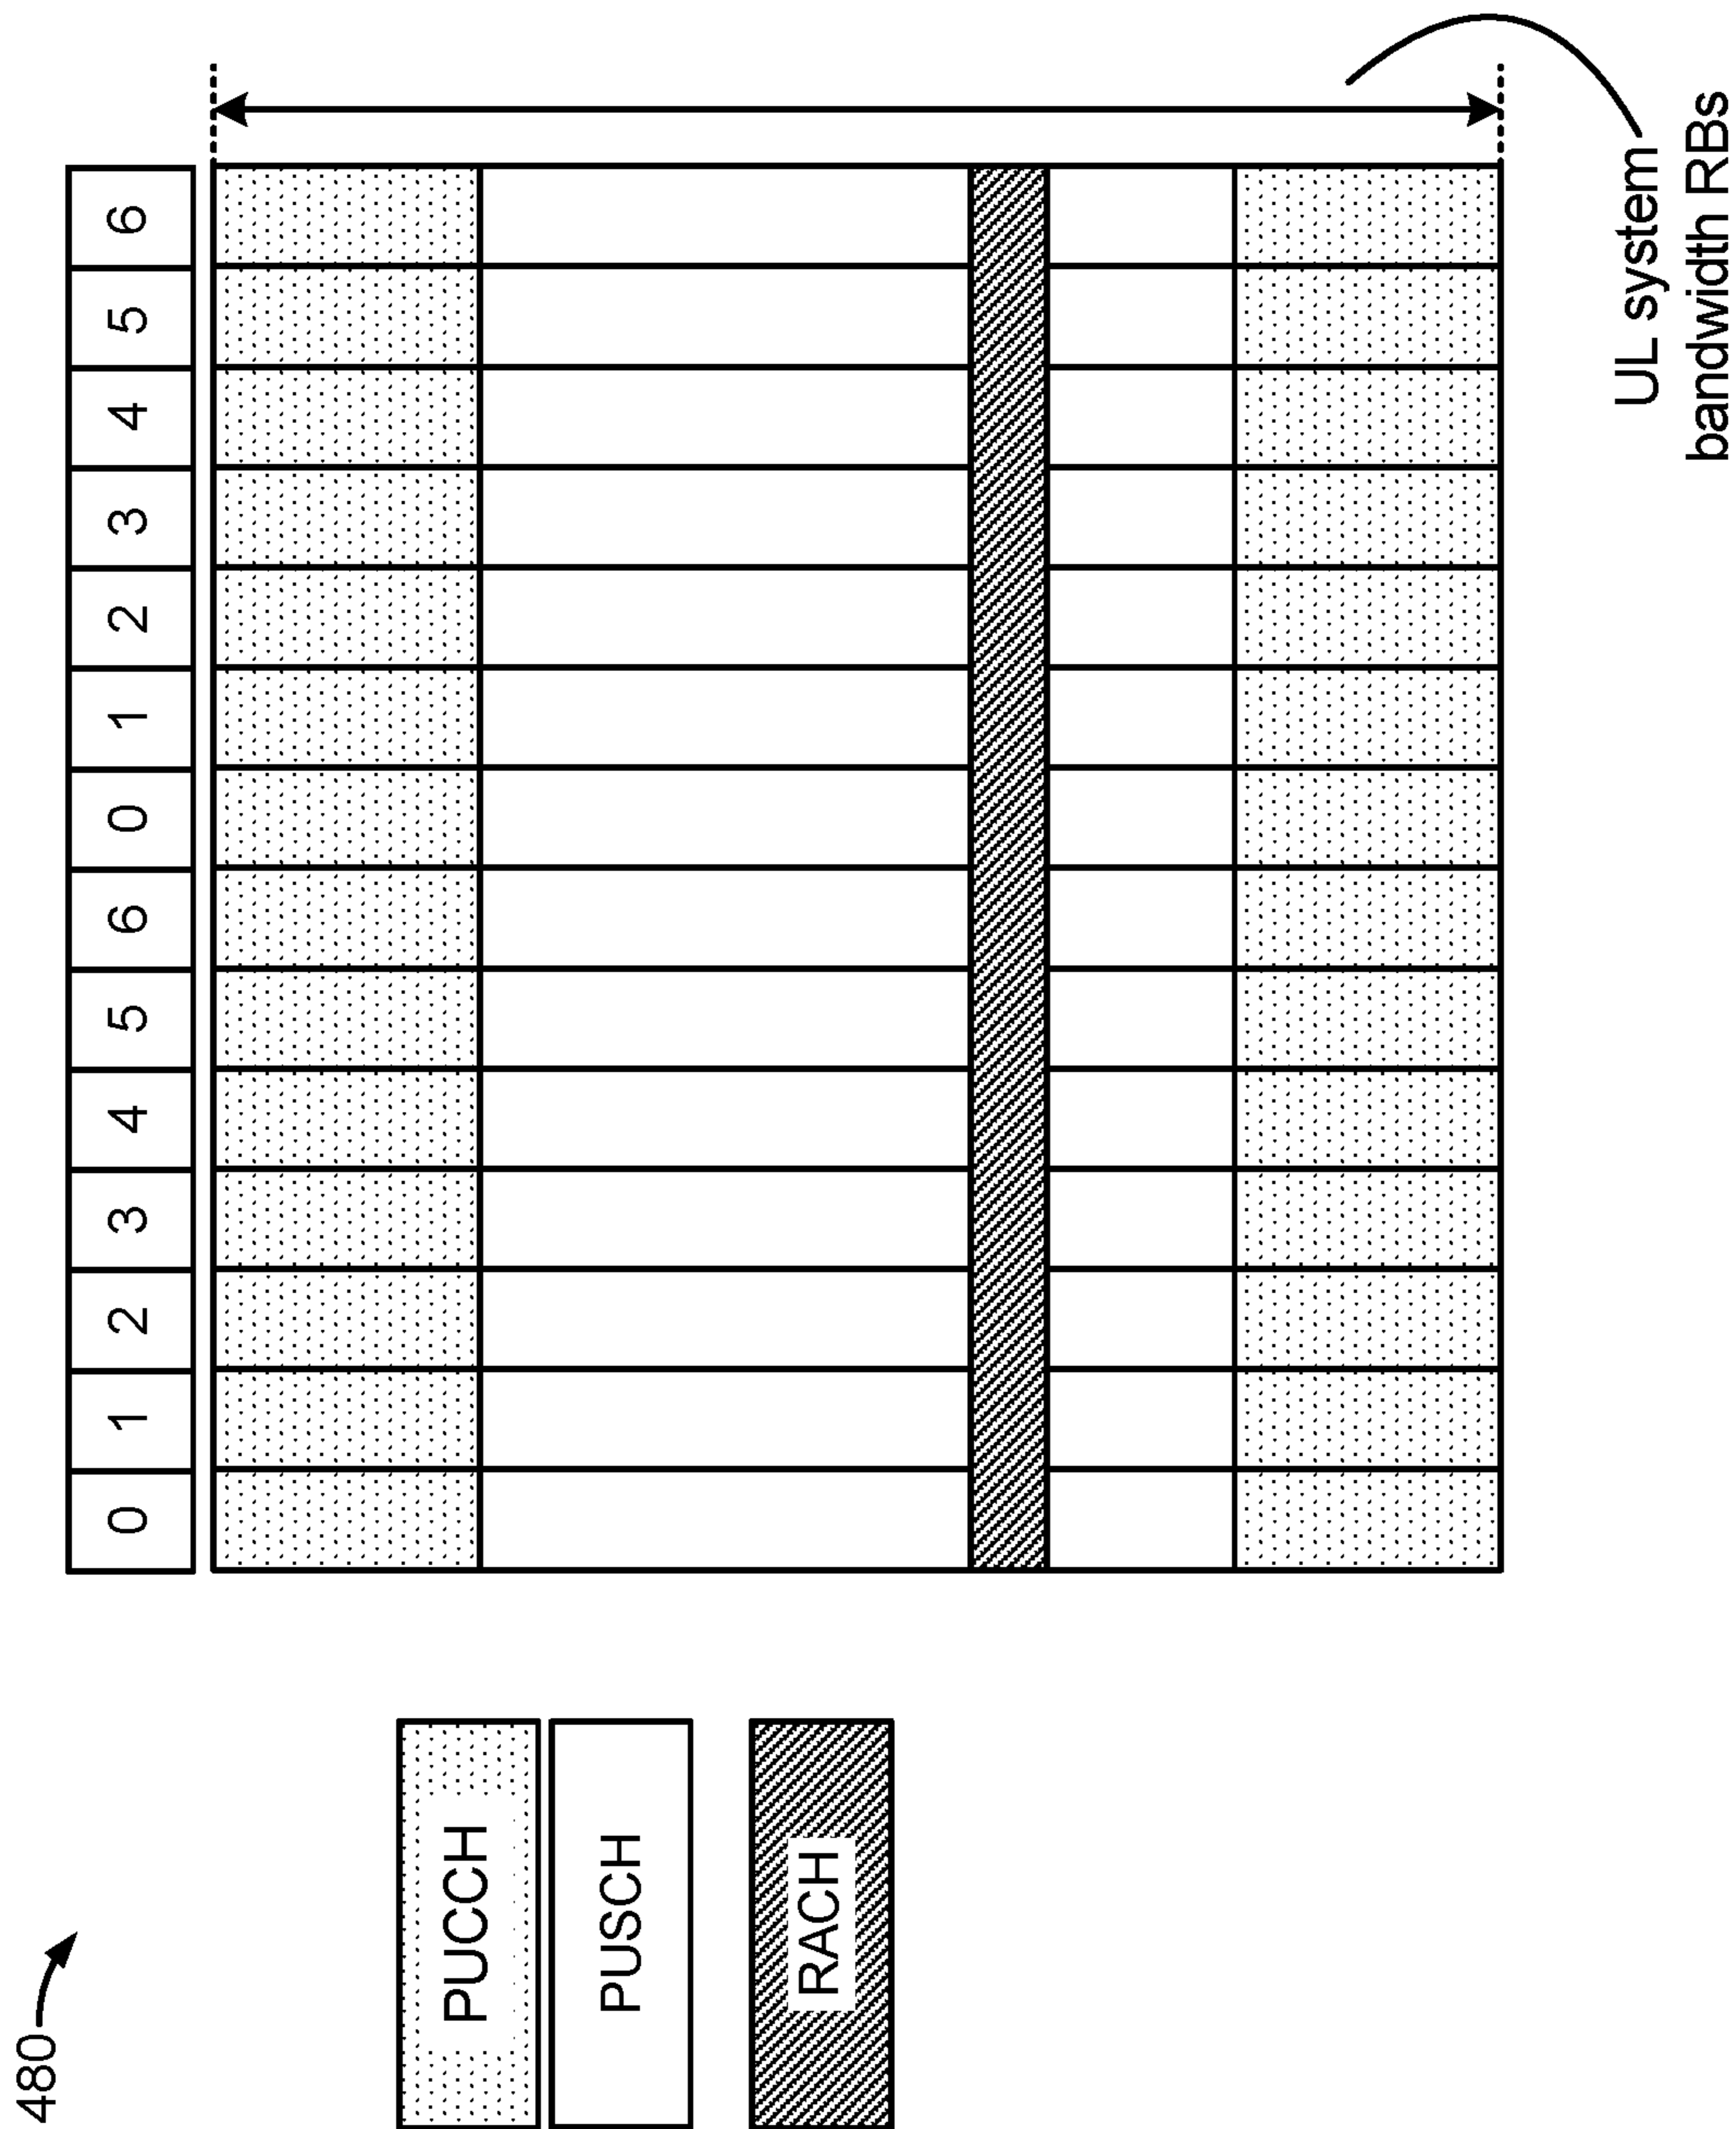 480
0 1 2 3 4 5 6 0 1 2 3 4 5 6
PUCCH
PUSCH
RACH
UL system
bandwidth RBs